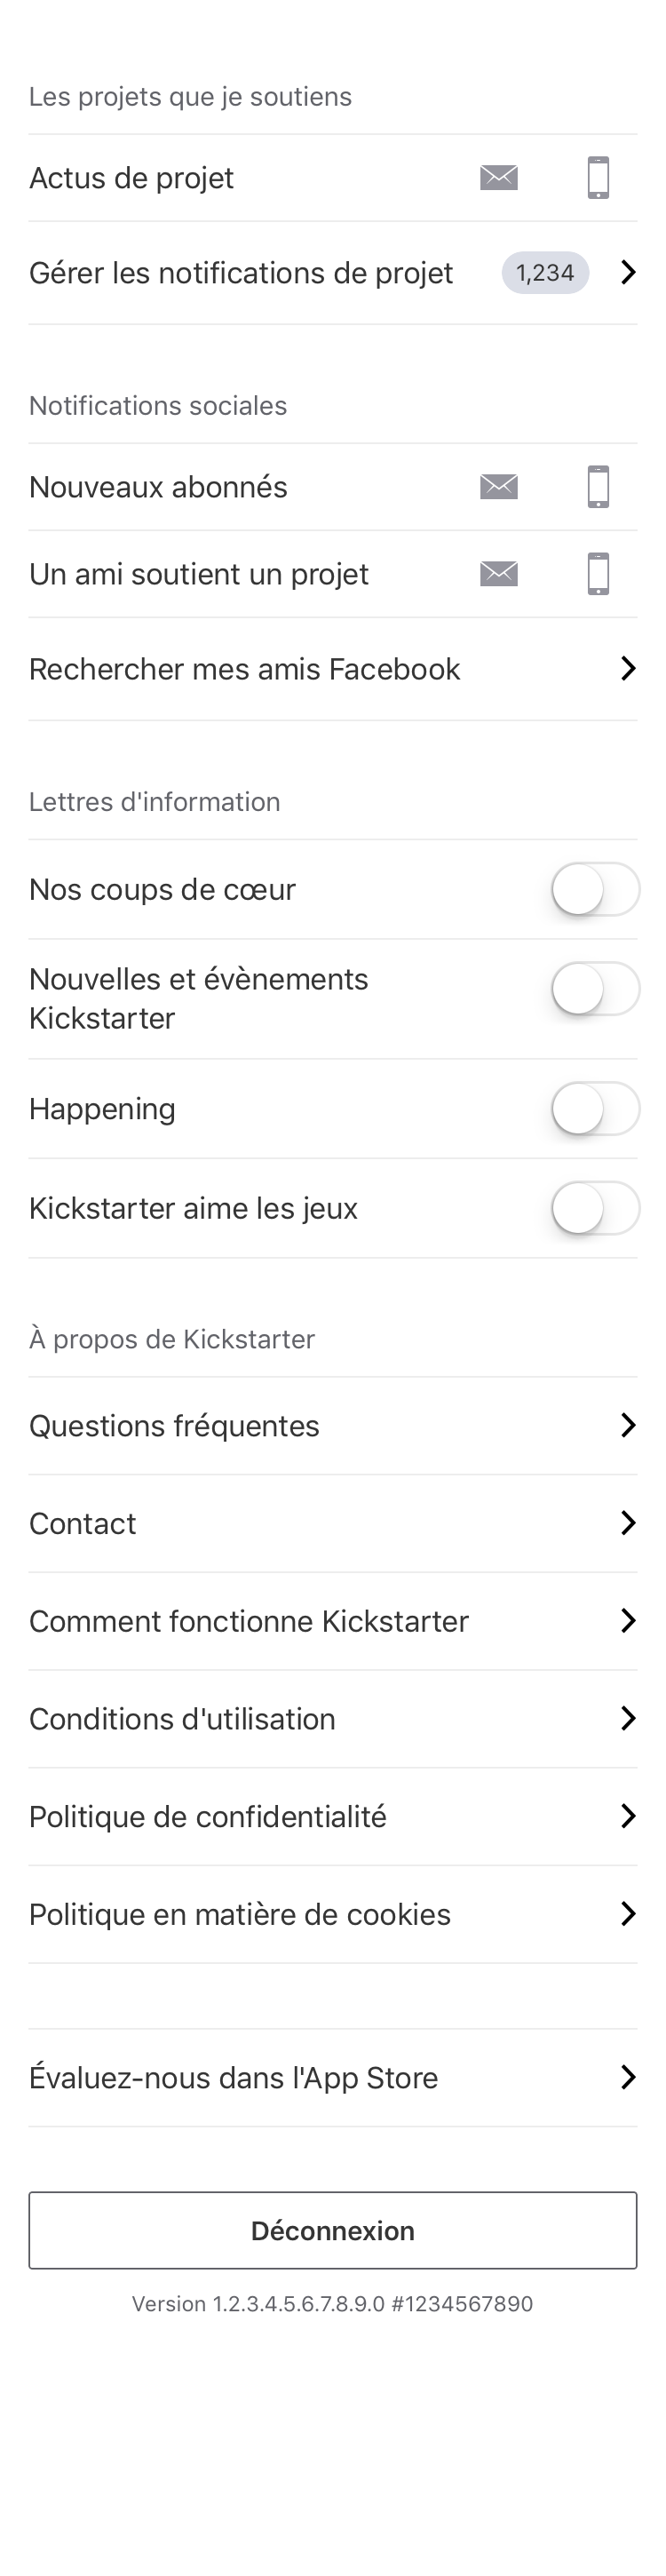 Les projets que je soutiens
Actus de projet
Gérer les notifications de projet 1,234
Notifications sociales
Nouveaux abonnés
Un ami soutient un projet
Rechercher mes amis Facebook
Lettres d'information
Nos coups de cœur
Nouvelles et évènements
Kickstarter
Happening
Kickstarter aime les jeux
À propos de Kickstarter
Questions fréquentes
Contact
Comment fonctionne Kickstarter
Conditions d'utilisation
Politique de confidentialité
Politique en matière de cookies
Évaluez-nous dans l'App Store
Déconnexion
Version 1.2.3.4.5.6.7.8.9.0 #1234567890